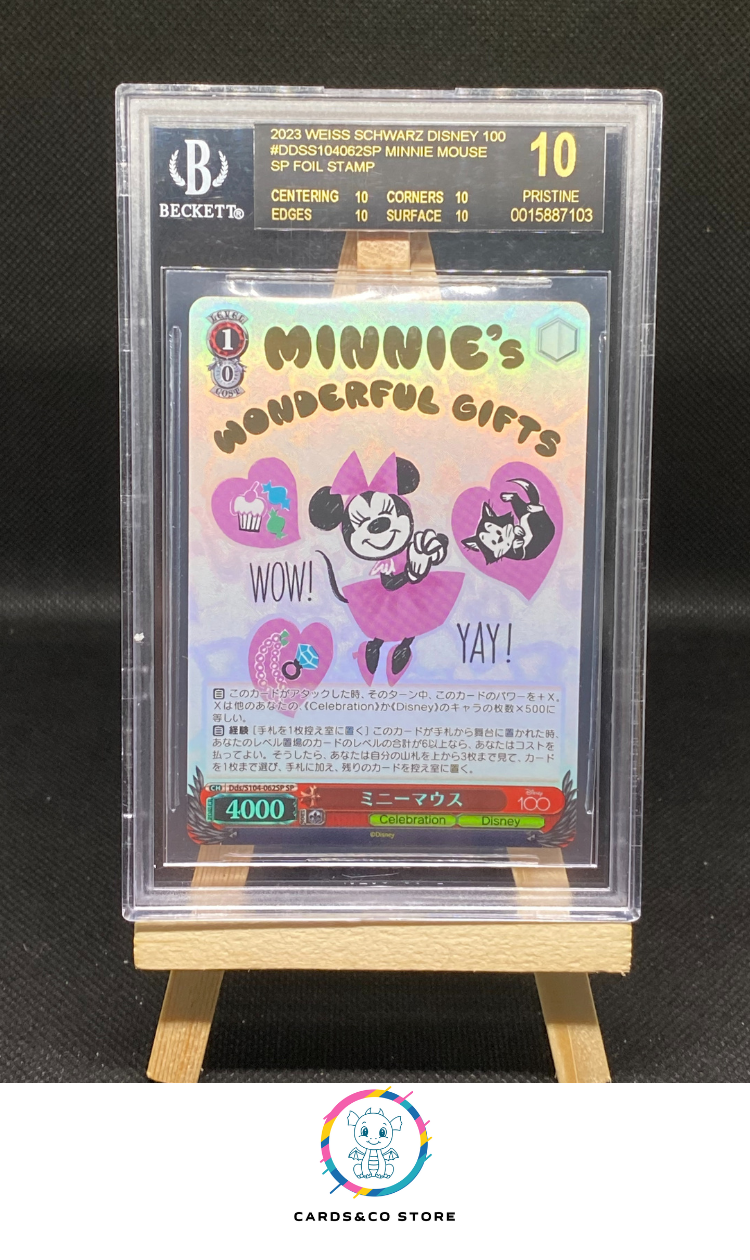 2023 WEISS SCHWARZ DISNEY 100
#DDSS104062SP MINNIE MOUSE
SP FOIL STAMP
CENTERING 10 CORNERS 10
EDGES 10 SURFACE 10
10
PRISTINE
0015887103
B
BECKETT®
LEVEL
1
0
COST
MINNIE's
WONDERFUL GIFTS
WOW!
YAY!
このカードがアタックした時、そのターン中、このカードのパワーを+X。
Xは他のあなたの、《Celebration》か《Disney》のキャラの枚数×500に
等しい。
経験 [手札を1枚控え室に置く] このカードが手札から舞台に置かれた時、
あなたのレベル置場のカードのレベルの合計が6以上なら、あなたはコストを
払ってよい。そうしたら、あなたは自分の山札を上から3枚まで見て、カード
を1枚まで選び、手札に加え、残りのカードを控え室に置く。
CH Dds/S104-062SP SP
4000
ミニーマウス
Disney
100
Celebration Disney
©Disney
CARDS&CO STORE